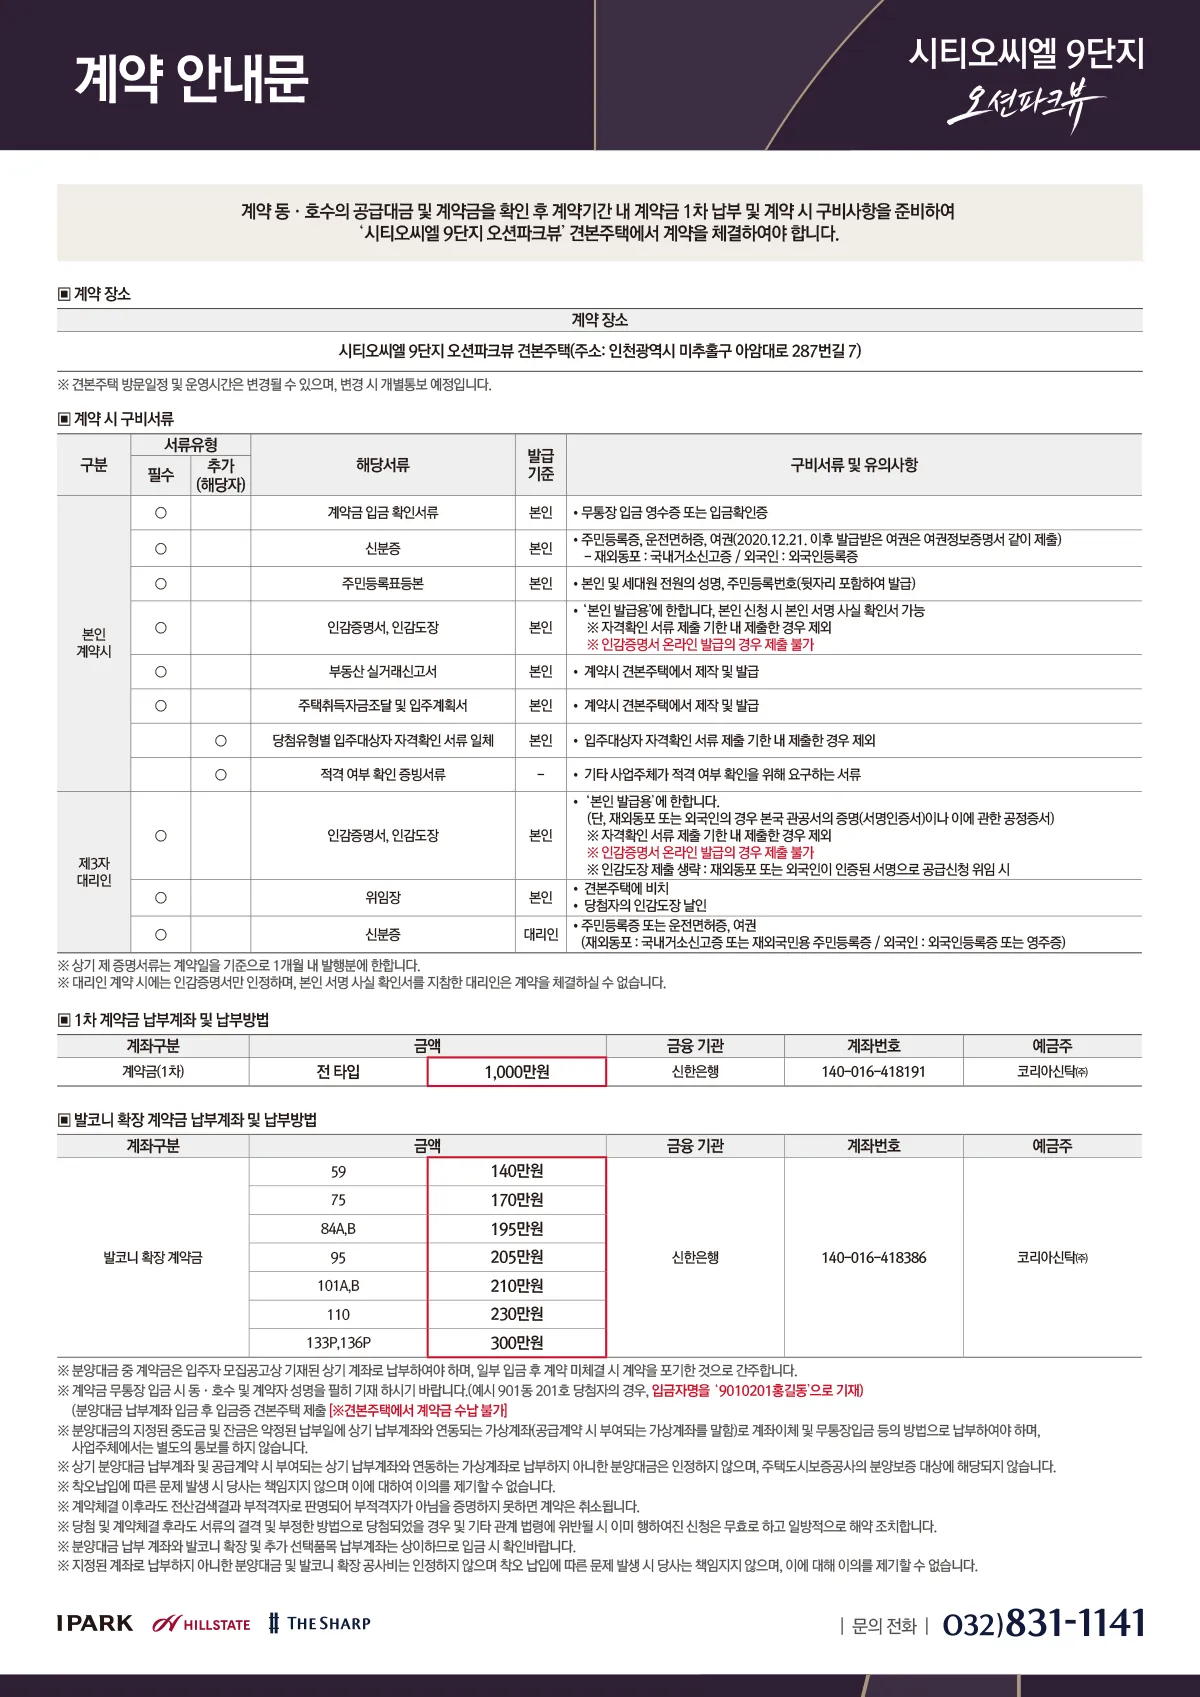 계약 안내문
시티오씨엘 9단지
오션파크뷰
계약 동 · 호수의 공급대금 및 계약금을 확인 후 계약기간 내 계약금 1차 납부 및 계약 시 구비사항을 준비하여
‘시티오씨엘 9단지 오션파크뷰’ 견본주택에서 계약을 체결하여야 합니다.
▣ 계약 장소
계약 장소
시티오씨엘 9단지 오션파크뷰 견본주택(주소: 인천광역시 미추홀구 아암대로 287번길 7)
※ 견본주택 방문일정 및 운영시간은 변경될 수 있으며, 변경 시 개별통보 예정입니다.
▣ 계약 시 구비서류
구분 서류유형 해당서류 발급 기준 구비서류 및 유의사항
필수 추가 (해당자)
본인 계약시
○ 계약금 입금 확인서류 본인 • 무통장 입금 영수증 또는 입금확인증
○ 신분증 본인 • 주민등록증, 운전면허증, 여권(2020.12.21. 이후 발급받은 여권은 여권정보증명서 같이 제출)
– 재외동포 : 국내거소신고증 / 외국인 : 외국인등록증
○ 주민등록표등본 본인 • 본인 및 세대원 전원의 성명, 주민등록번호(뒷자리 포함하여 발급)
○ 인감증명서, 인감도장 본인 • ‘본인 발급용’에 한합니다, 본인 신청 시 본인 서명 사실 확인서 가능
※ 자격확인 서류 제출 기한 내 제출한 경우 제외
※ 인감증명서 온라인 발급의 경우 제출 불가
○ 부동산 실거래신고서 본인 • 계약시 견본주택에서 제작 및 발급
○ 주택취득자금조달 및 입주계획서 본인 • 계약시 견본주택에서 제작 및 발급
○ 당첨유형별 입주대상자 자격확인 서류 일체 본인 • 입주대상자 자격확인 서류 제출 기한 내 제출한 경우 제외
○ 적격 여부 확인 증빙서류 – • 기타 사업주체가 적격 여부 확인을 위해 요구하는 서류
제3자 대리인
○ 인감증명서, 인감도장 본인 • ‘본인 발급용’에 한합니다.
(단, 재외동포 또는 외국인의 경우 본국 관공서의 증명(서명인증서)이나 이에 관한 공정증서)
※ 자격확인 서류 제출 기한 내 제출한 경우 제외
※ 인감증명서 온라인 발급의 경우 제출 불가
※ 인감도장 제출 생략 : 재외동포 또는 외국인이 인증된 서명으로 공급신청 위임 시
○ 위임장 본인 • 견본주택에 비치
• 당첨자의 인감도장 날인
○ 신분증 대리인 • 주민등록증 또는 운전면허증, 여권
(재외동포 : 국내거소신고증 또는 재외국민용 주민등록증 / 외국인 : 외국인등록증 또는 영주증)
※ 상기 제 증명서류는 계약일을 기준으로 1개월 내 발행분에 한합니다.
※ 대리인 계약 시에는 인감증명서만 인정하며, 본인 서명 사실 확인서를 지참한 대리인은 계약을 체결하실 수 없습니다.
▣ 1차 계약금 납부계좌 및 납부방법
계좌구분 금액 금융 기관 계좌번호 예금주
계약금(1차) 전 타입 1,000만원 신한은행 140-016-418191 코리아신탁㈜
▣ 발코니 확장 계약금 납부계좌 및 납부방법
계좌구분 금액 금융 기관 계좌번호 예금주
59 140만원
75 170만원
84A,B 195만원
발코니 확장 계약금 95 205만원 신한은행 140-016-418386 코리아신탁㈜
101A,B 210만원
110 230만원
133P,136P 300만원
※ 분양대금 중 계약금은 입주자 모집공고상 기재된 상기 계좌로 납부하여야 하며, 일부 입금 후 계약 미체결 시 계약을 포기한 것으로 간주합니다.
※ 계약금 무통장 입금 시 동 · 호수 및 계약자 성명을 필히 기재 하시기 바랍니다.(예시 901동 201호 당첨자의 경우, 입금자명을 ‘9010201홍길동’으로 기재)
(분양대금 납부계좌 입금 후 입금증 견본주택 제출 [※견본주택에서 계약금 수납 불가]
※ 분양대금의 지정된 중도금 및 잔금은 약정된 납부일에 상기 납부계좌와 연동되는 가상계좌(공급계약 시 부여되는 가상계좌를 말함)로 계좌이체 및 무통장입금 등의 방법으로 납부하여야 하며,
사업주체에서는 별도의 통보를 하지 않습니다.
※ 상기 분양대금 납부계좌 및 공급계약 시 부여되는 상기 납부계좌와 연동하는 가상계좌로 납부하지 아니한 분양대금은 인정하지 않으며, 주택도시보증공사의 분양보증 대상에 해당되지 않습니다.
※ 착오납입에 따른 문제 발생 시 당사는 책임지지 않으며 이에 대하여 이의를 제기할 수 없습니다.
※ 계약체결 이후라도 전산검색결과 부적격자로 판명되어 부적격자가 아님을 증명하지 못하면 계약은 취소됩니다.
※ 당첨 및 계약체결 후라도 서류의 결격 및 부정한 방법으로 당첨되었을 경우 및 기타 관계 법령에 위반될 시 이미 행하여진 신청은 무효로 하고 일방적으로 해약 조치합니다.
※ 분양대금 납부 계좌와 발코니 확장 및 추가 선택품목 납부계좌는 상이하므로 입금 시 확인바랍니다.
※ 지정된 계좌로 납부하지 아니한 분양대금 및 발코니 확장 공사비는 인정하지 않으며 착오 납입에 따른 문제 발생 시 당사는 책임지지 않으며, 이에 대해 이의를 제기할 수 없습니다.
IPARK HILLSTATE THE SHARP
| 문의 전화 | 032)831-1141